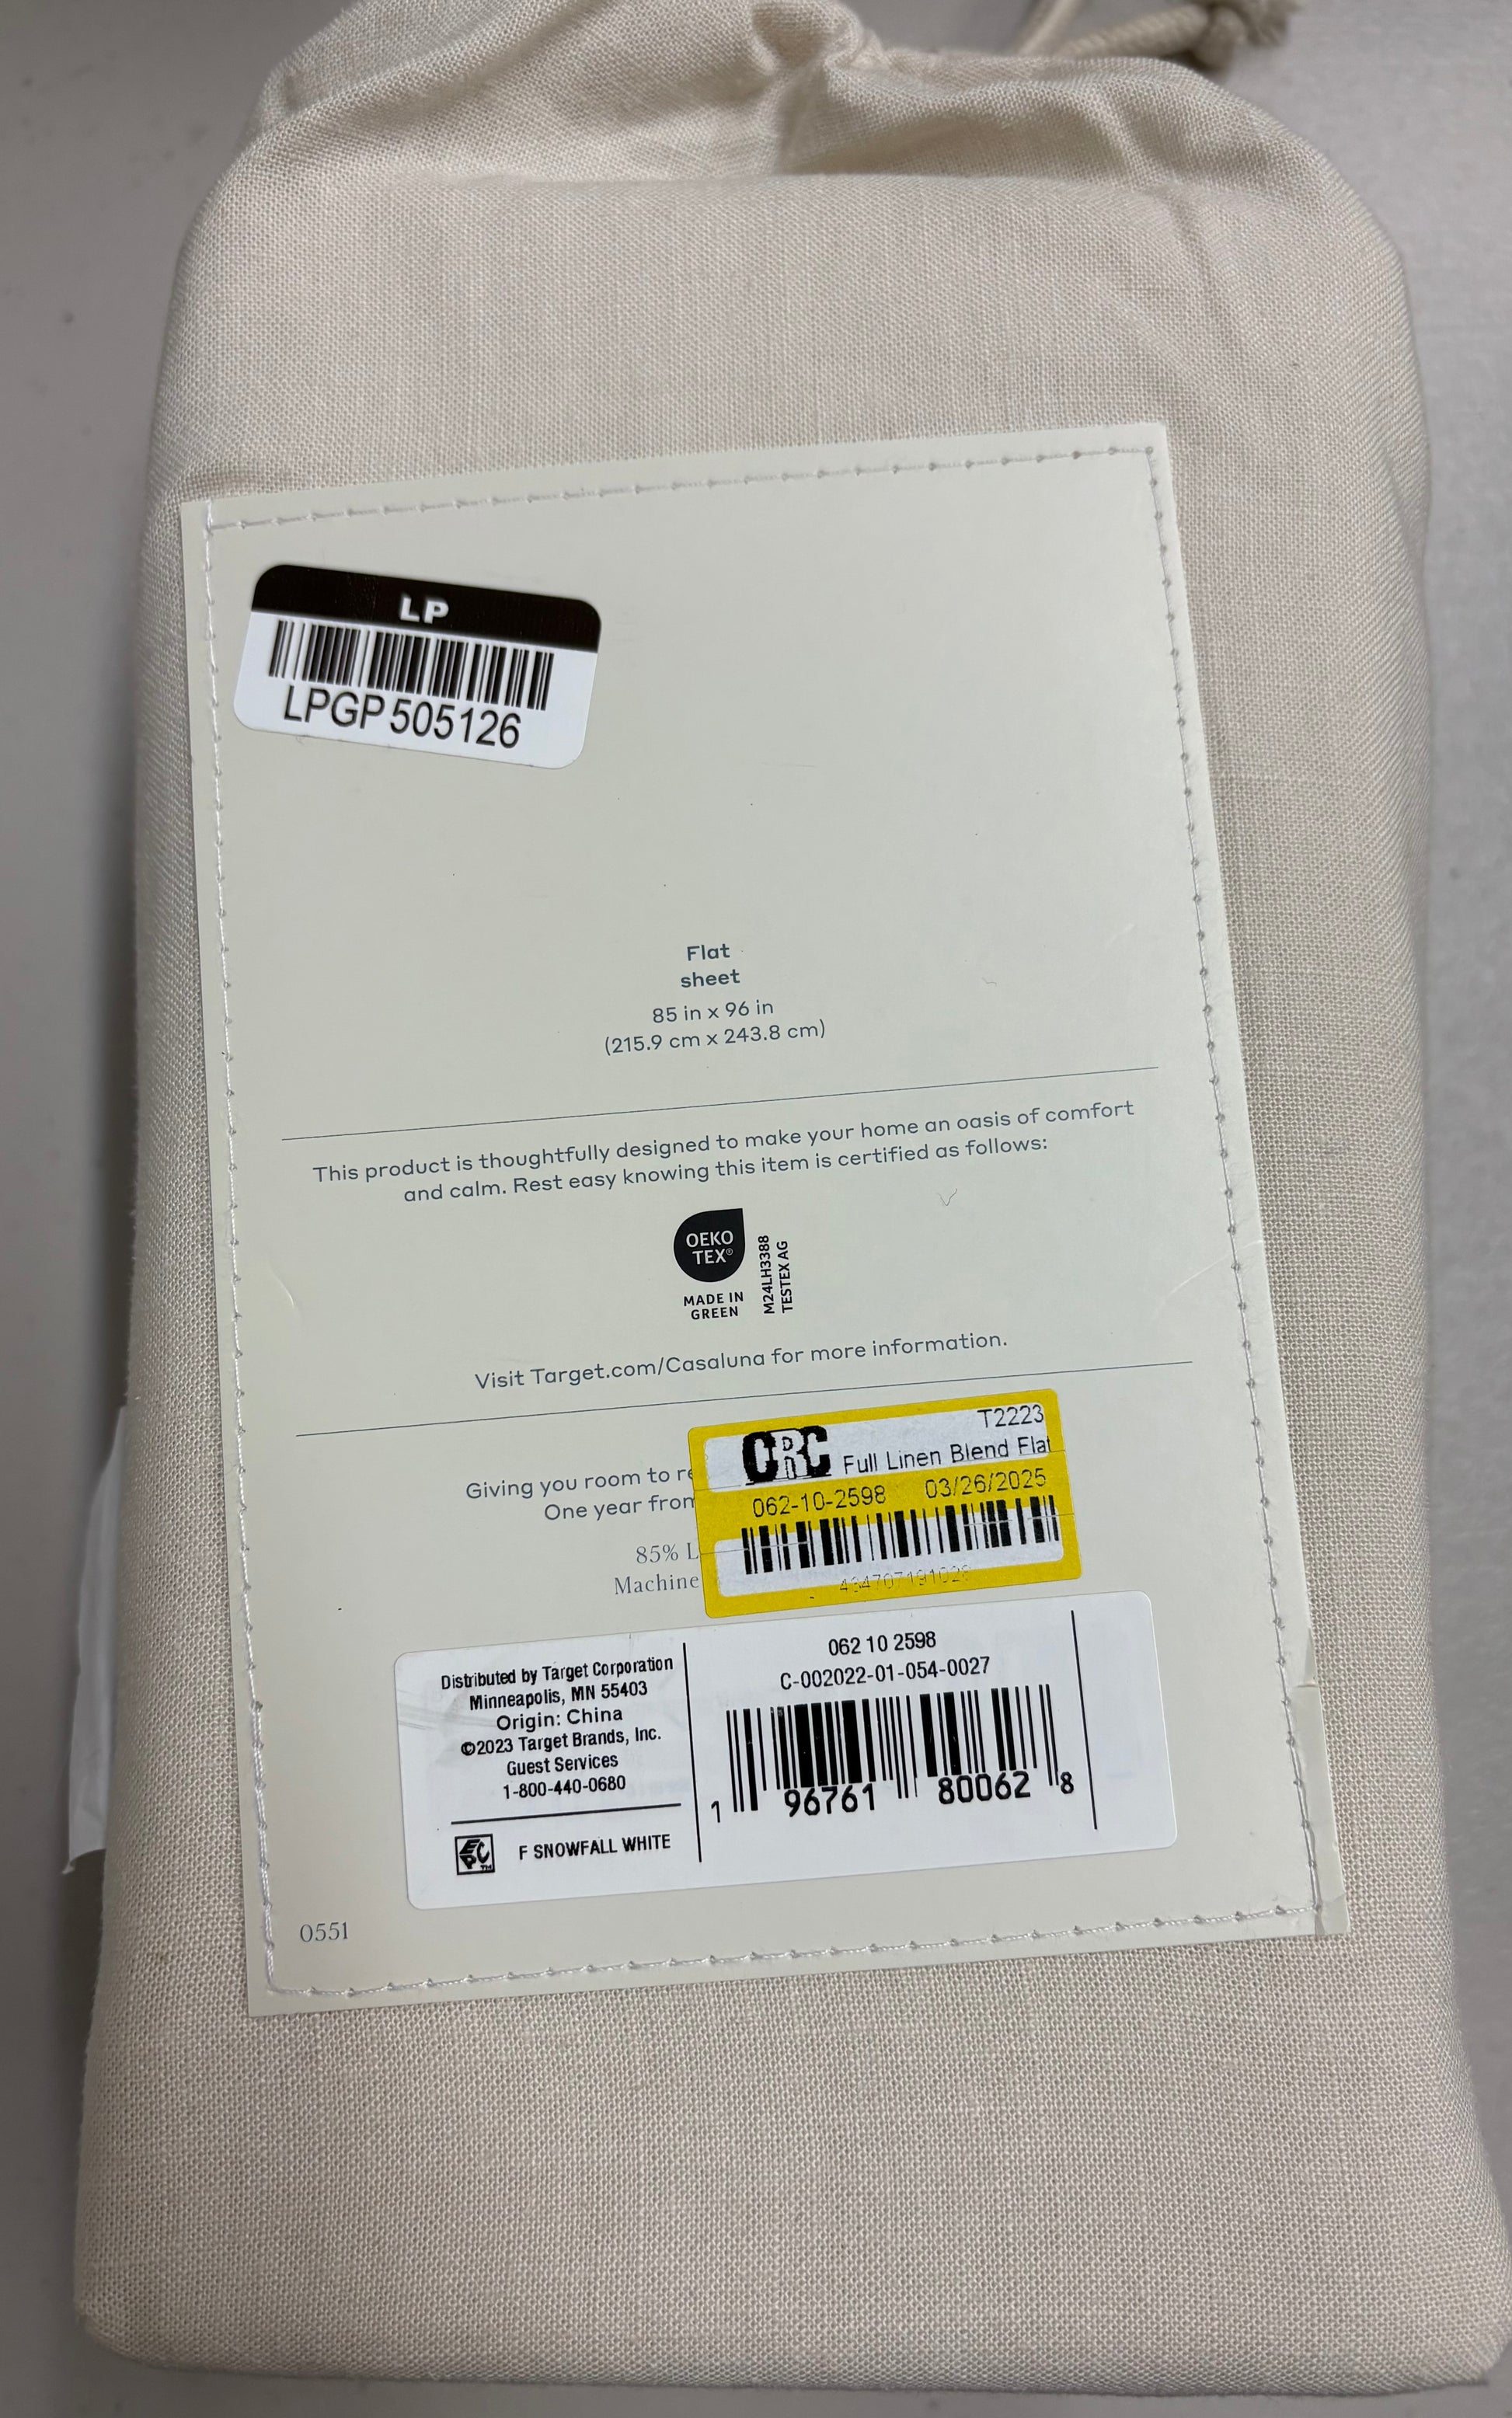 LP
LPGP505126
Flat
sheet
85 in x 96 in
(215.9 cm x 243.8 cm)
This product is thoughtfully designed to make your home an oasis of comfort
and calm. Rest easy knowing this item is certified as follows:
OEKO
TEX®
MADE IN
GREEN
M24LH3388
TESTEX AG
Visit Target.com/Casaluna for more information.
Giving you room to re
One year from
85% L
Machine
CRC
T2223
Full Linen Blend Flat
062-10-2598 03/26/2025
Distributed by Target Corporation
Minneapolis, MN 55403
Origin: China
©2023 Target Brands, Inc.
Guest Services
1-800-440-0680
EPC™
F SNOWFALL WHITE
062 10 2598
C-002022-01-054-0027
1 96761 80062 8
0551